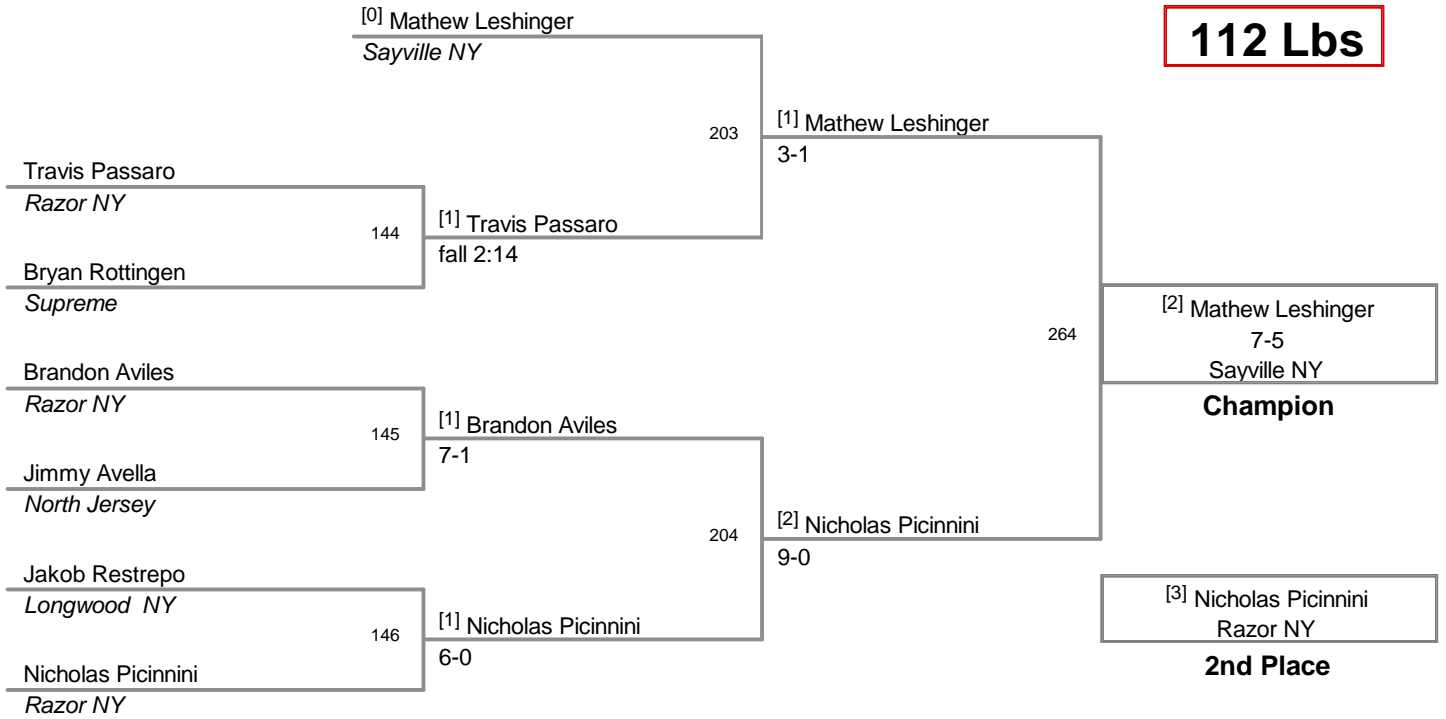 [0] Mathew Leshinger
Sayville NY
112 Lbs
203
[1] Mathew Leshinger
3-1
Travis Passaro
Razor NY
144
[1] Travis Passaro
fall 2:14
Bryan Rottingen
Supreme
264
[2] Mathew Leshinger
7-5
Sayville NY
Champion
Brandon Aviles
Razor NY
145
[1] Brandon Aviles
7-1
Jimmy Avella
North Jersey
204
[2] Nicholas Picinnini
9-0
Jakob Restrepo
Longwood NY
146
[1] Nicholas Picinnini
6-0
Nicholas Picinnini
Razor NY
[3] Nicholas Picinnini
Razor NY
2nd Place